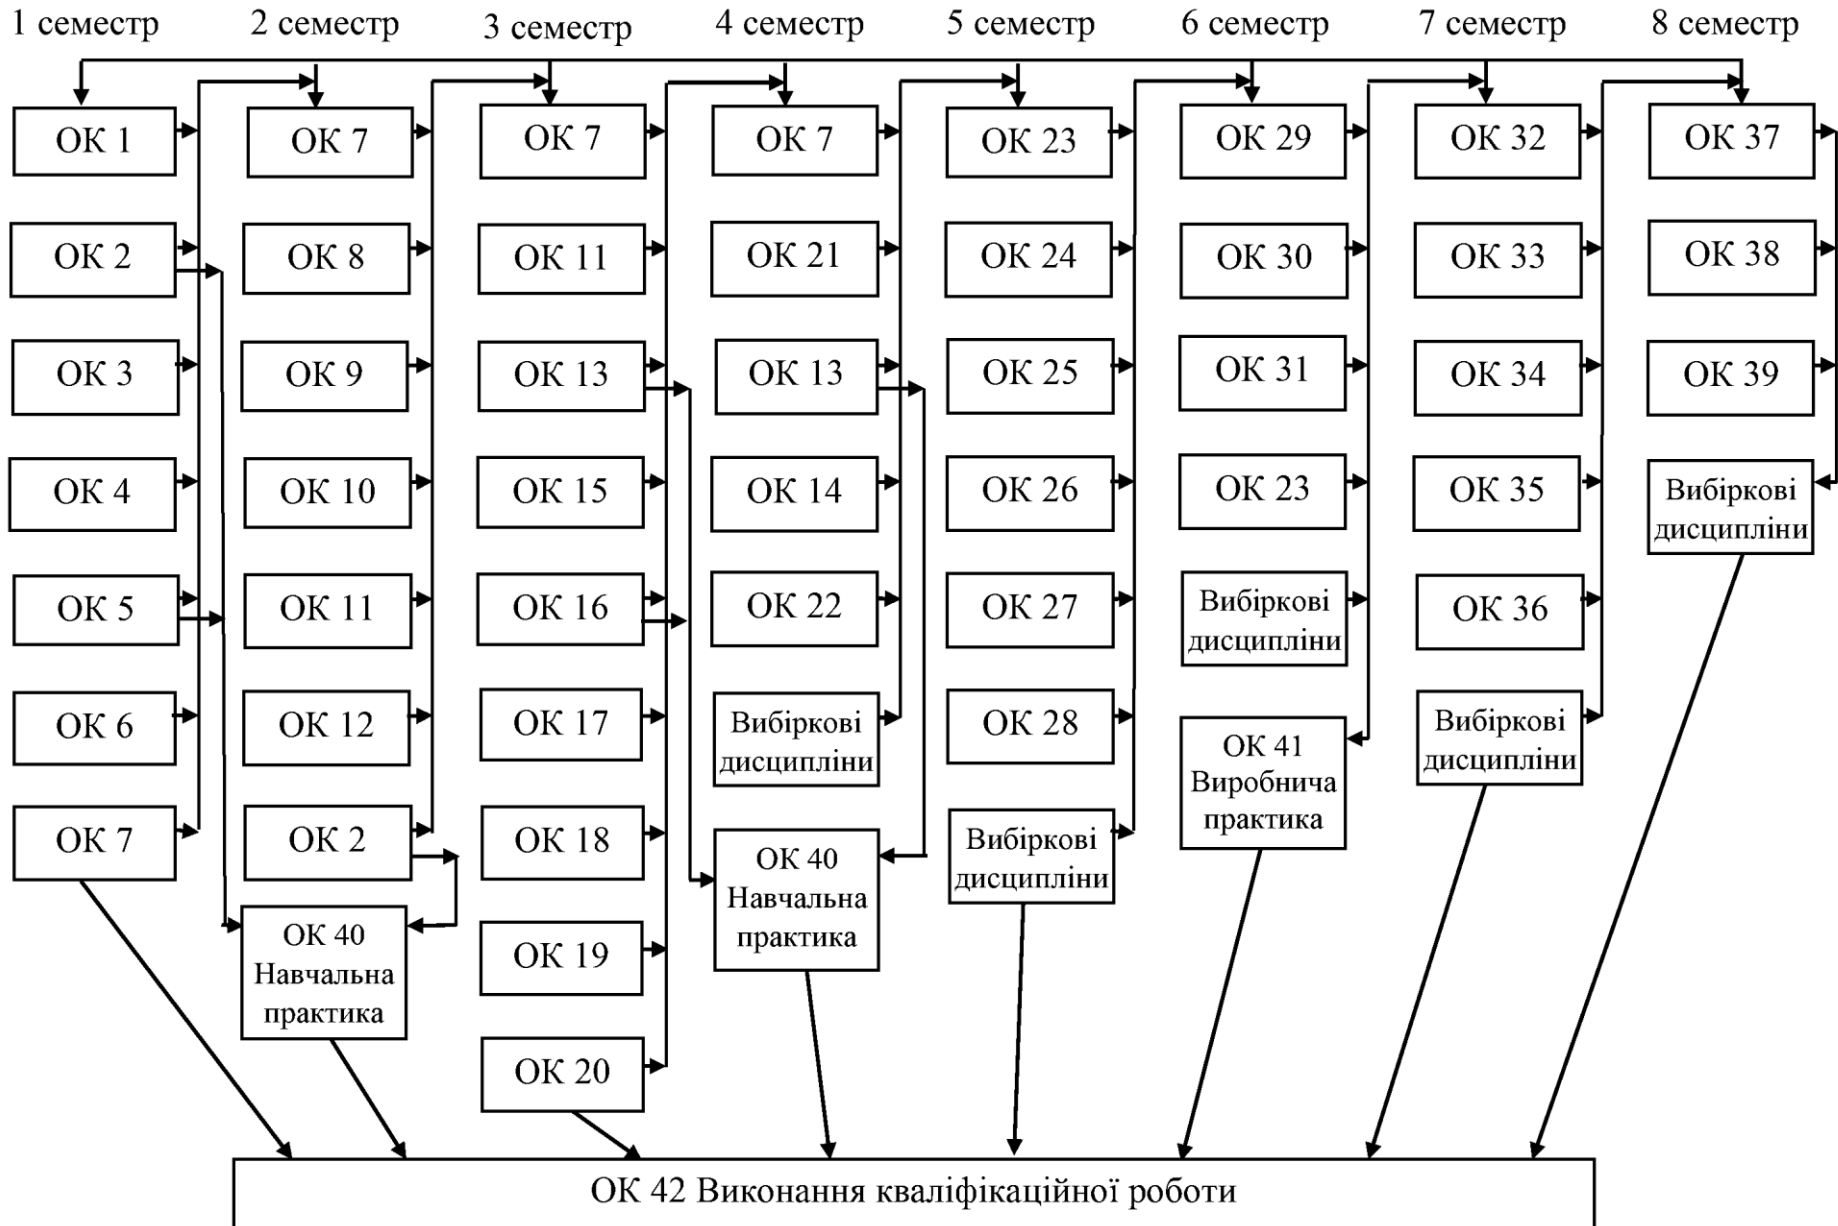 1 семестр
2 семестр
3 семестр
4 семестр
5 семестр
6 семестр
7 семестр
8 семестр
ОК 1
ОК 2
ОК 3
ОК 4
ОК 5
ОК 6
ОК 7
ОК 7
ОК 8
ОК 9
ОК 10
ОК 11
ОК 12
ОК 2
ОК 40
Навчальна
практика
ОК 7
ОК 11
ОК 13
ОК 15
ОК 16
ОК 17
ОК 18
ОК 19
ОК 20
ОК 7
ОК 21
ОК 13
ОК 14
ОК 22
Вибіркові
дисципліни
ОК 40
Навчальна
практика
ОК 23
ОК 24
ОК 25
ОК 26
ОК 27
ОК 28
Вибіркові
дисципліни
ОК 29
ОК 30
ОК 31
ОК 23
Вибіркові
дисципліни
ОК 41
Виробнича
практика
ОК 32
ОК 33
ОК 34
ОК 35
ОК 36
Вибіркові
дисципліни
ОК 37
ОК 38
ОК 39
Вибіркові
дисципліни
ОК 42 Виконання кваліфікаційної роботи